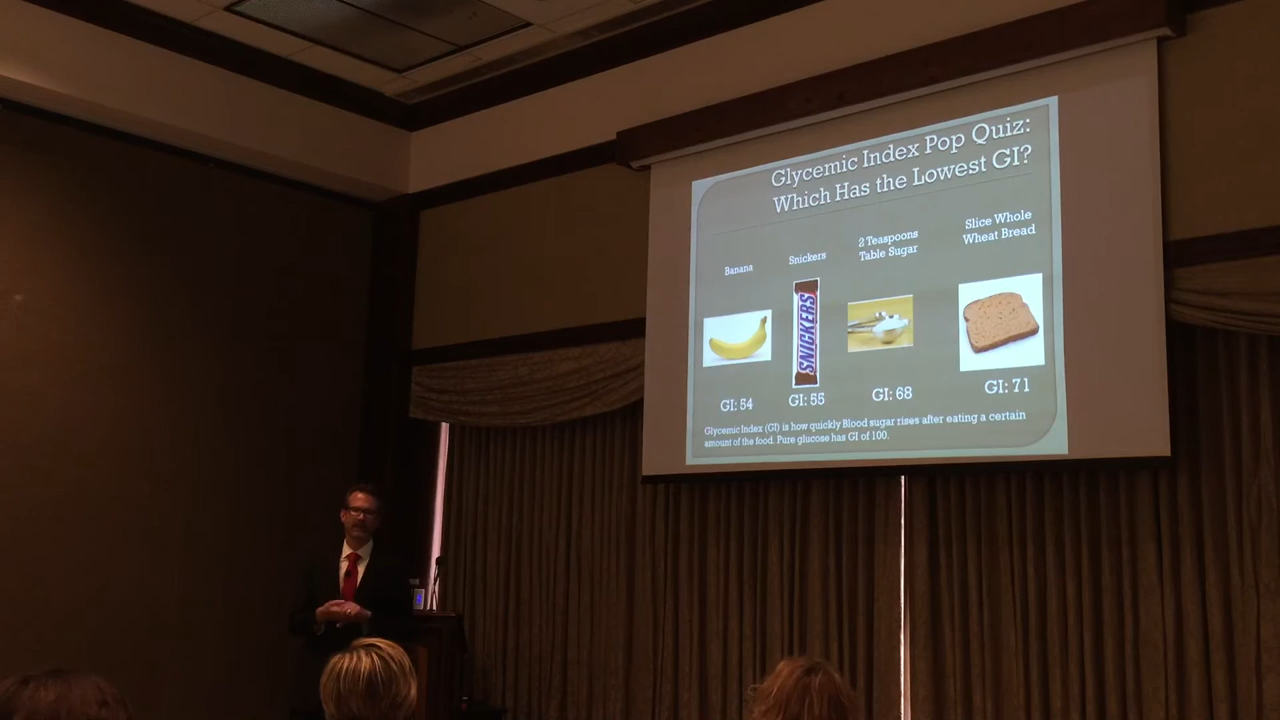 Glycemic Index Pop Quiz:
Which Has the Lowest GI?
Banana
Snickers
2 Teaspoons
Table Sugar
Slice Whole
Wheat Bread
SNICKERS
GI: 54
GI: 55
GI: 68
GI: 71
Glycemic Index (GI) is how quickly Blood sugar rises after eating a certain
amount of the food. Pure glucose has GI of 100.